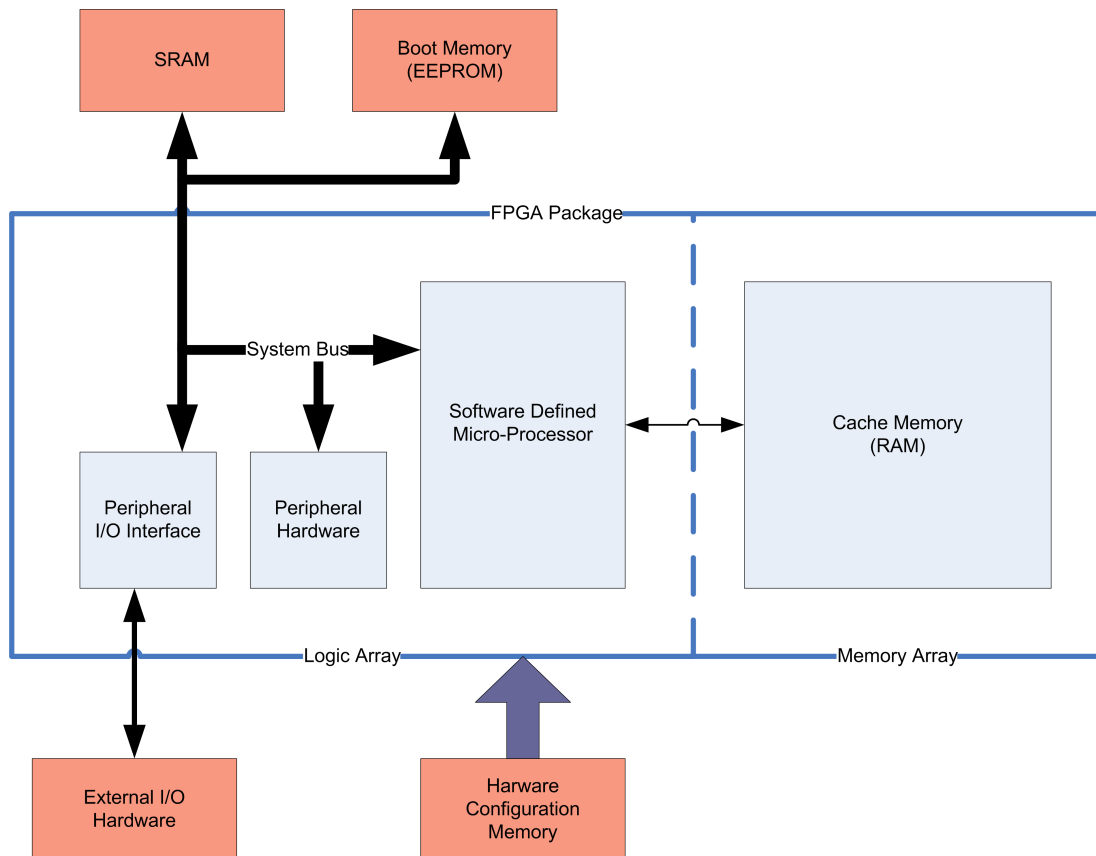 SRAM
Boot Memory
(EEPROM)
FPGA Package
System Bus
Software Defined
Micro-Processor
Cache Memory
(RAM)
Peripheral
I/O Interface
Peripheral
Hardware
Logic Array
Memory Array
External I/O
Hardware
Harware
Configuration
Memory